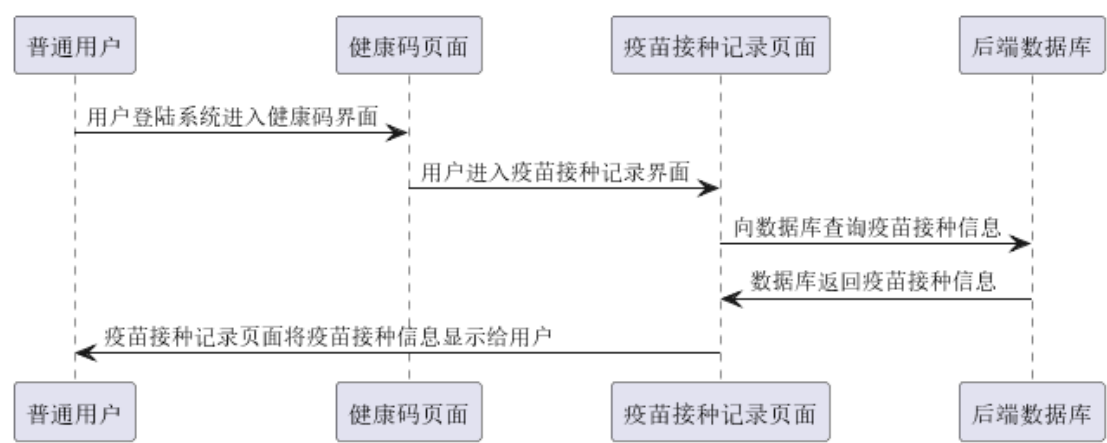 普通用户
健康码页面
疫苗接种记录页面
后端数据库
用户登陆系统进入健康码界面
用户进入疫苗接种记录界面
向数据库查询疫苗接种信息
数据库返回疫苗接种信息
疫苗接种记录页面将疫苗接种信息显示给用户
普通用户
健康码页面
疫苗接种记录页面
后端数据库